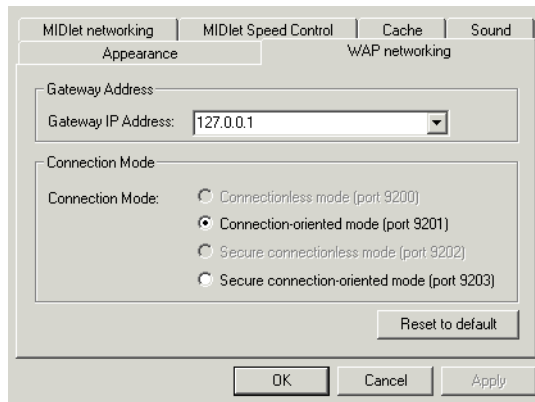 MIDlet networking MIDlet Speed Control Cache Sound
Appearance WAP networking
Gateway Address
Gateway IP Address: 127.0.0.1
Connection Mode
Connection Mode: Connectionless mode (port 9200)
Connection-oriented mode (port 9201)
Secure connectionless mode (port 9202)
Secure connection-oriented mode (port 9203)
Reset to default
OK Cancel Apply